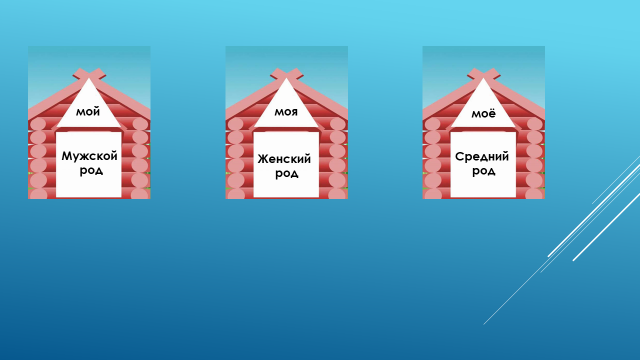 мой
Мужской
род
моя
Женский
род
моё
Средний
род